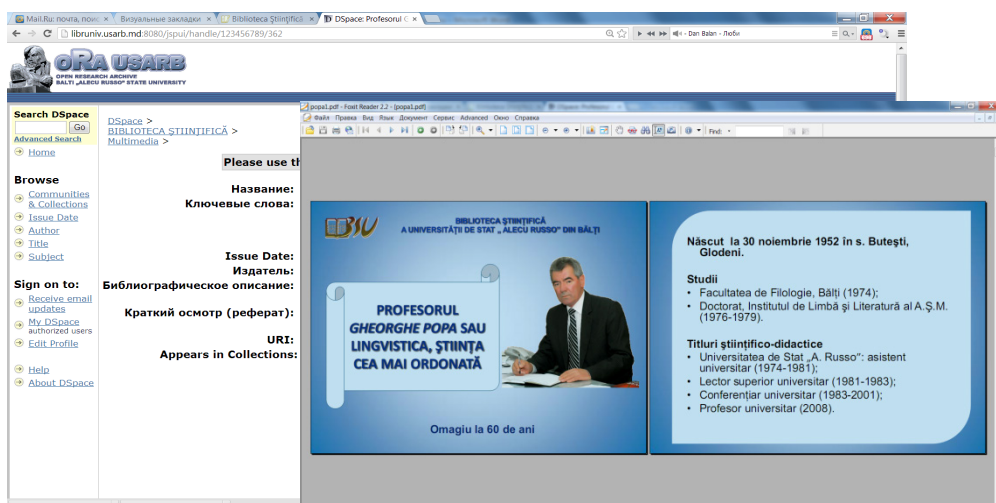 Mail.Ru: почта, поис
Визуальные закладки
Biblioteca Ştiinţifică
DSpace: Profesorul G
libruniv.usarb.md:8080/jspui/handle/123456789/362
- Dan Balan - Люби
ORA USARB
OPEN RESEARCH ARCHIVE
BALTI „ALECU RUSSO" STATE UNIVERSITY
Search DSpace
Go
Advanced Search
Home
Browse
Communities
& Collections
Issue Date
Author
Title
Subject
Sign on to:
Receive email
updates
My DSpace
authorized users
Edit Profile
Help
About DSpace
DSpace >
BIBLIOTECA ŞTIINŢIFICĂ >
Multimedia >
Please use th
Название:
Ключевые слова:
Issue Date:
Издатель:
Библиографическое описание:
Краткий осмотр (реферат):
URI:
Appears in Collections:
popa1.pdf - Foxit Reader 2.2 - [popa1.pdf]
Файл Правка Вид Язык Документ Сервис Advanced Окно Справка
Find:
BSU
BIBLIOTECA ŞTIINŢIFICĂ
A UNIVERSITĂŢII DE STAT „ ALECU RUSSO" DIN BĂLŢI
PROFESORUL
GHEORGHE POPA SAU
LINGVISTICA, ŞTIINŢA
CEA MAI ORDONATĂ
Omagiu la 60 de ani
Născut la 30 noiembrie 1952 în s. Buteşti,
Glodeni.
Studii
• Facultatea de Filologie, Bălţi (1974);
• Doctorat, Institutul de Limbă şi Literatură al A.Ş.M.
(1976-1979).
Titluri ştiinţifico-didactice
• Universitatea de Stat „A. Russo": asistent
universitar (1974-1981);
• Lector superior universitar (1981-1983);
• Conferenţiar universitar (1983-2001);
• Profesor universitar (2008).